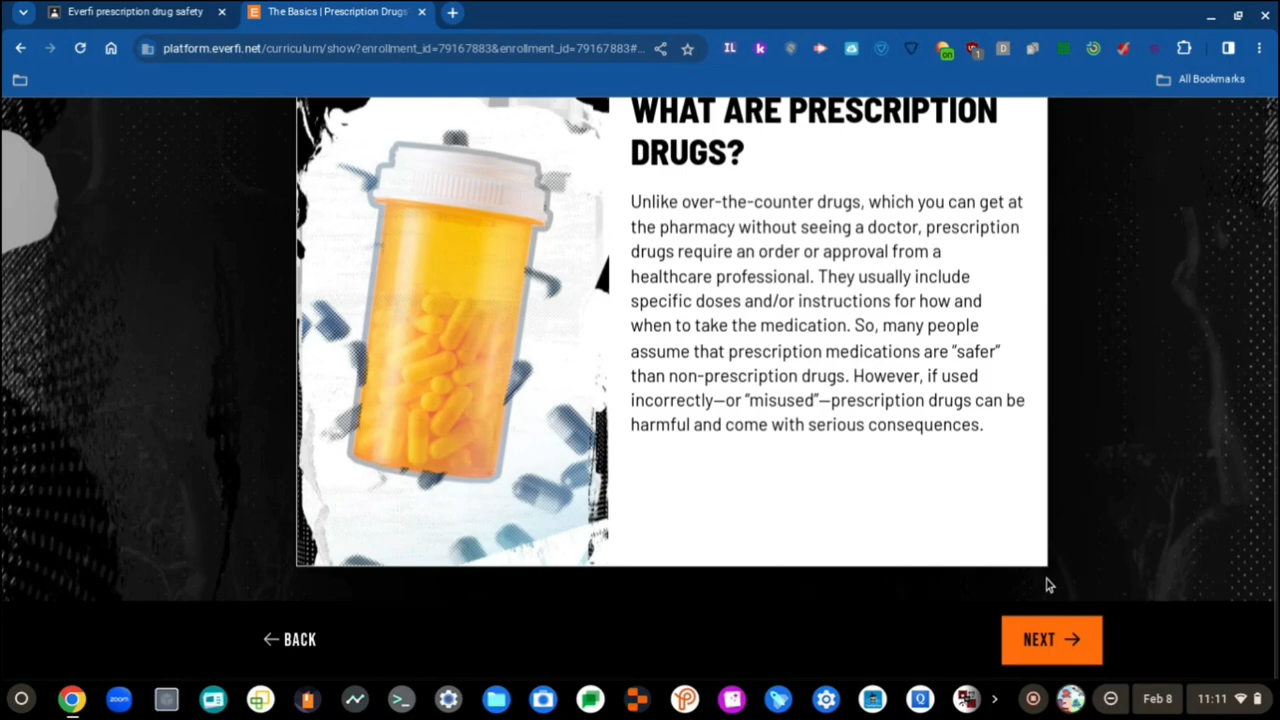 Everfi prescription drug safety
The Basics | Prescription Drugs
platform.everfi.net/curriculum/show?enrollment_id=79167883&enrollment_id=79167883#...
IL
k
on
1
D
All Bookmarks
WHAT ARE PRESCRIPTION
DRUGS?
Unlike over-the-counter drugs, which you can get at
the pharmacy without seeing a doctor, prescription
drugs require an order or approval from a
healthcare professional. They usually include
specific doses and/or instructions for how and
when to take the medication. So, many people
assume that prescription medications are “safer”
than non-prescription drugs. However, if used
incorrectly—or “misused”—prescription drugs can be
harmful and come with serious consequences.
BACK
NEXT
zoom
Q
Feb 8
11:11